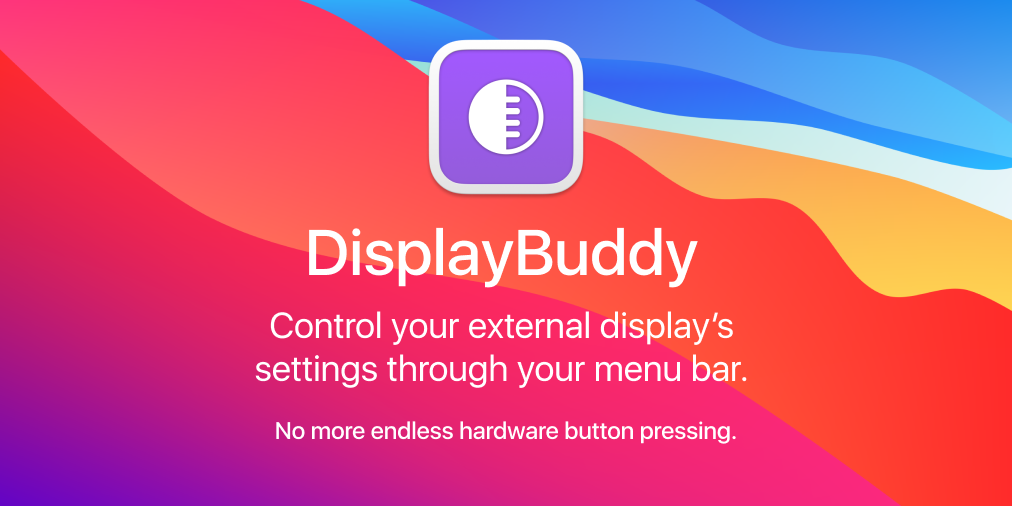 DisplayBuddy
Control your external display’s
settings through your menu bar.
No more endless hardware button pressing.